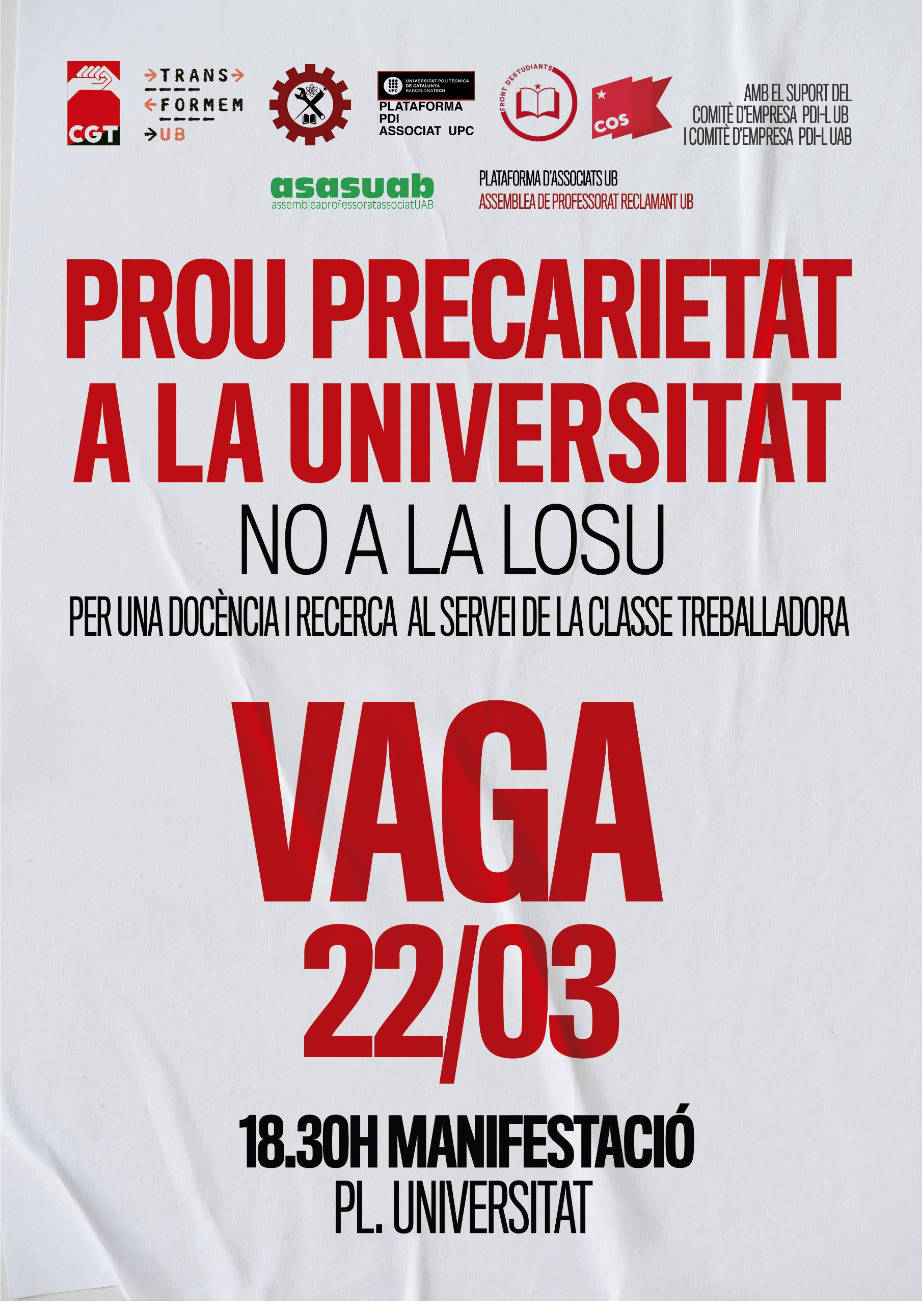 CGT
TRANS
FORMEM
UB
UPC
UNIVERSITAT POLITÈCNICA
DE CATALUNYA
BARCELONATECH
PLATAFORMA
PDI
ASSOCIAT UPC
FRONT D'ESTUDIANTS
COS
AMB EL SUPORT DEL
COMITÈ D'EMPRESA PDI-L UB
I COMITÈ D'EMPRESA PDI-L UAB
asasuab
assembleaprofessoratassociatUAB
PLATAFORMA D'ASSOCIATS UB
ASSEMBLEA DE PROFESSORAT RECLAMANT UB
PROU PRECARIETAT
A LA UNIVERSITAT
NO A LA LOSU
PER UNA DOCÈNCIA I RECERCA AL SERVEI DE LA CLASSE TREBALLADORA
VAGA
22/03
18.30H MANIFESTACIÓ
PL. UNIVERSITAT